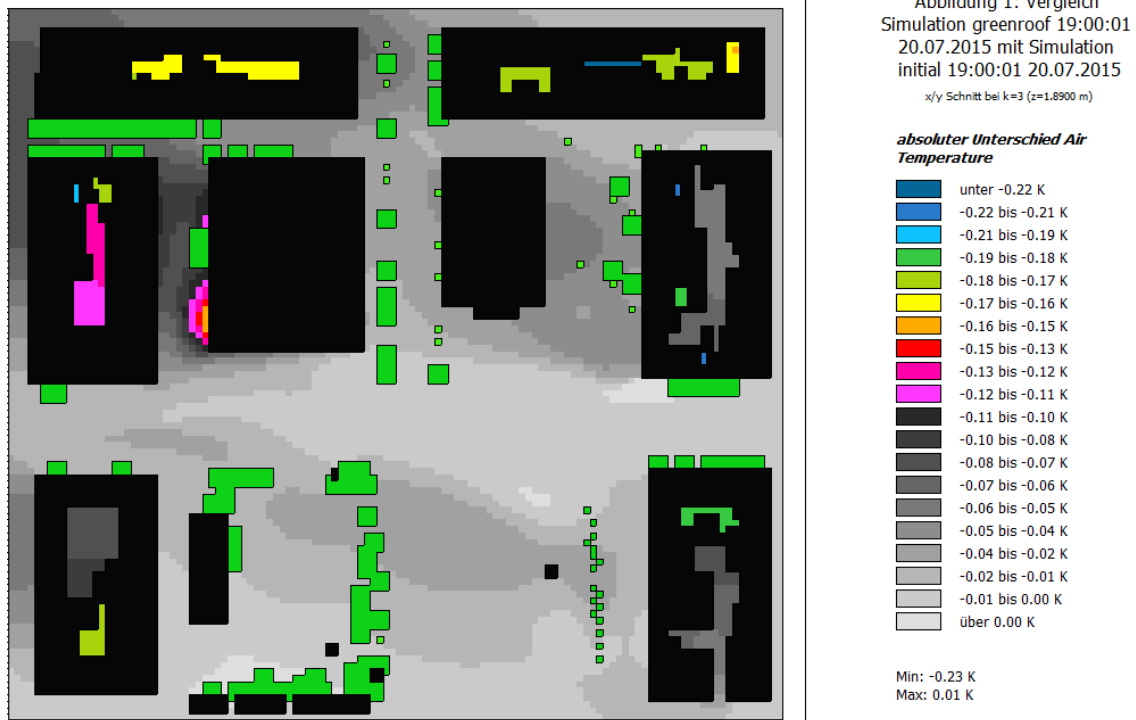 Abbildung 1: Vergleich
Simulation greenroof 19:00:01
20.07.2015 mit Simulation
initial 19:00:01 20.07.2015
x/y Schnitt bei k=3 (z=1.8900 m)
absoluter Unterschied Air
Temperature
unter -0.22 K
-0.22 bis -0.21 K
-0.21 bis -0.19 K
-0.19 bis -0.18 K
-0.18 bis -0.17 K
-0.17 bis -0.16 K
-0.16 bis -0.15 K
-0.15 bis -0.13 K
-0.13 bis -0.12 K
-0.12 bis -0.11 K
-0.11 bis -0.10 K
-0.10 bis -0.08 K
-0.08 bis -0.07 K
-0.07 bis -0.06 K
-0.06 bis -0.05 K
-0.05 bis -0.04 K
-0.04 bis -0.02 K
-0.02 bis -0.01 K
-0.01 bis 0.00 K
über 0.00 K
Min: -0.23 K
Max: 0.01 K